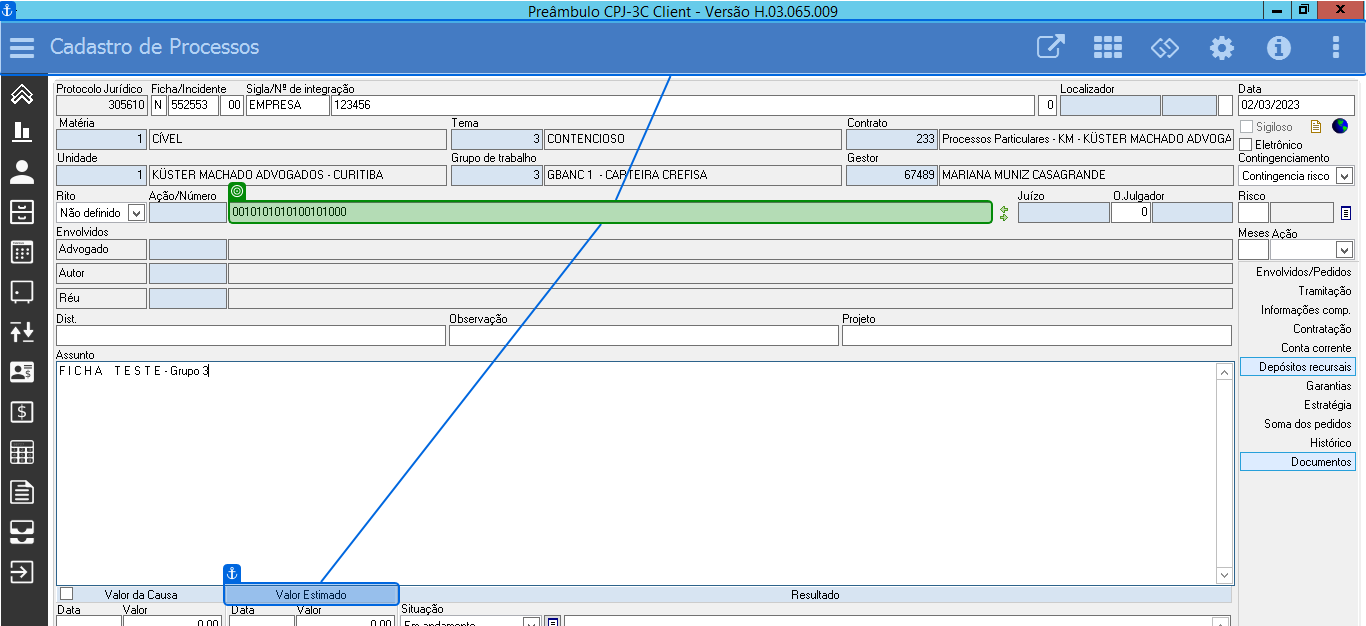 Preâmbulo CPJ-3C Client - Versão H.03.065.009
Cadastro de Processos
Protocolo Jurídico Ficha/Incidente Sigla/Nº de integração Localizador Data
305610 N 552553 00 EMPRESA 123456 0 02/03/2023
Matéria Tema Contrato Sigiloso
1 CÍVEL 3 CONTENCIOSO 233 Processos Particulares - KM - KÜSTER MACHADO ADVOGA Eletrônico
Unidade Grupo de trabalho Gestor Contingenciamento
1 KÜSTER MACHADO ADVOGADOS - CURITIBA 3 GBANC 1 - CARTEIRA CREFISA 67489 MARIANA MUNIZ CASAGRANDE Contingencia risco
Rito Ação/Número Juízo O.Julgador Risco
Não definido 0010101010100101000 0
Envolvidos Meses Ação
Advogado
Autor
Réu
Envolvidos/Pedidos
Tramitação
Informações comp.
Contratação
Conta corrente
Depósitos recursais
Garantias
Estratégia
Soma dos pedidos
Histórico
Documentos
Dist. Observação Projeto
Assunto
F I C H A T E S T E - Grupo 3
Valor da Causa Valor Estimado Resultado
Data Valor Data Valor Situação
0,00 0,00 Em andamento